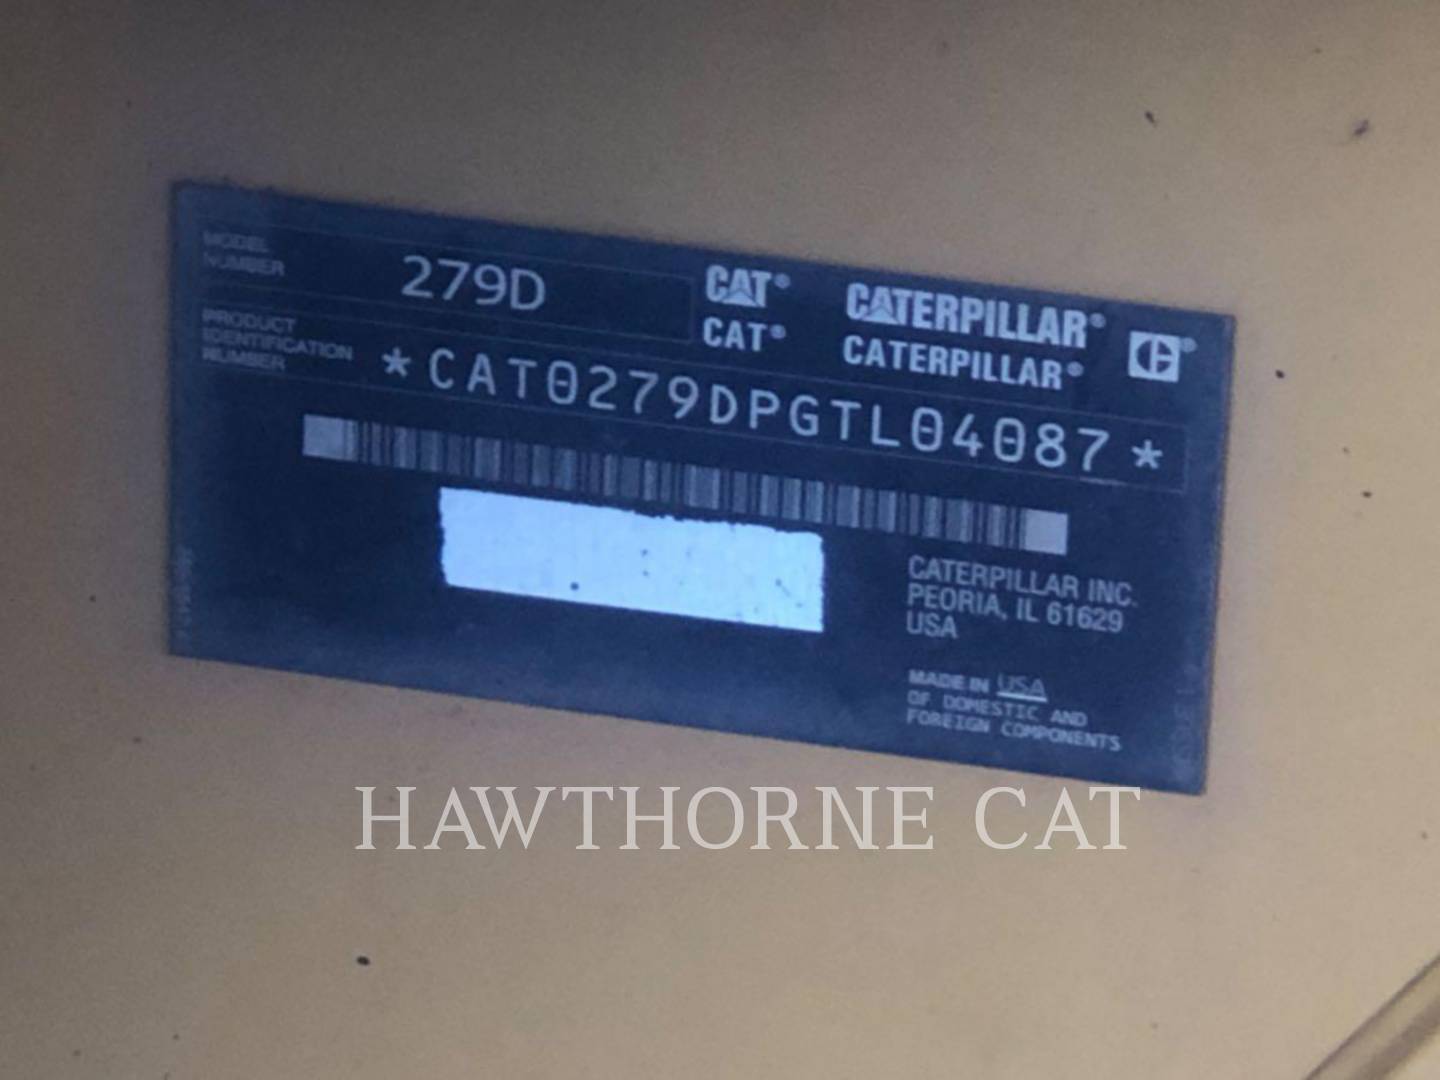 MODEL
NUMBER
279D
CAT® CATERPILLAR®
CAT® CATERPILLAR®
PRODUCT
IDENTIFICATION
NUMBER
*CAT0279DPGTL04087*
CATERPILLAR INC.
PEORIA, IL 61629
USA
MADE IN USA
OF DOMESTIC AND
FOREIGN COMPONENTS
HAWTHORNE CAT